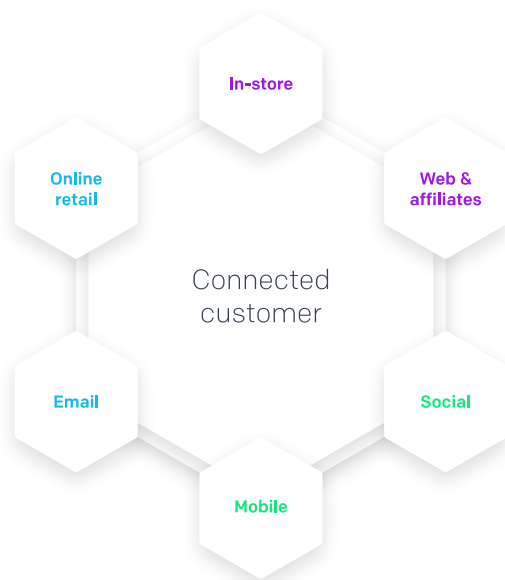 In-store
Online
retail
Web &
affiliates
Connected
customer
Email
Social
Mobile